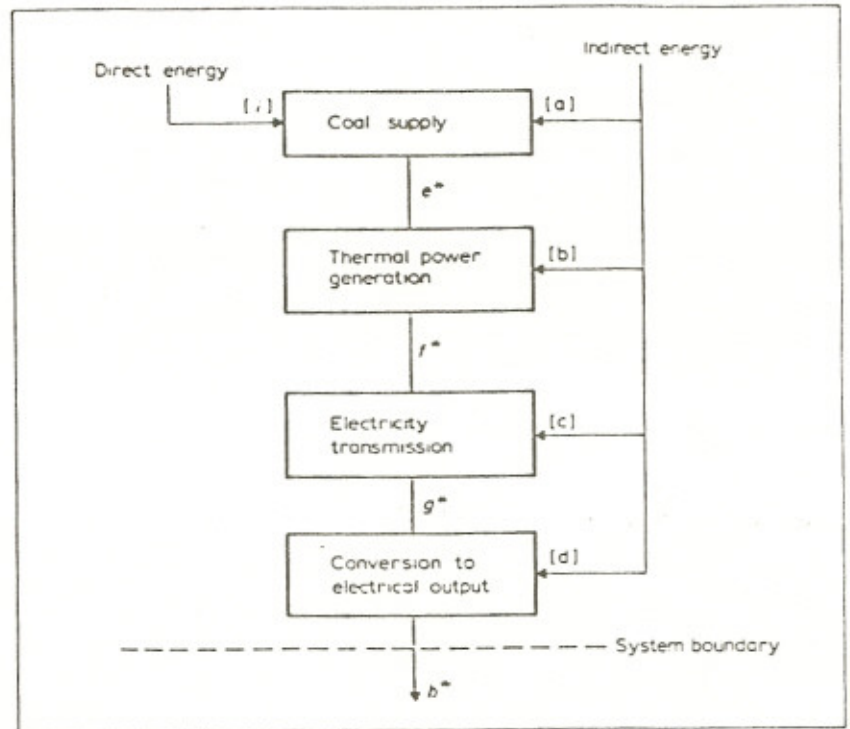 Indirect energy
Direct energy
[i]
[a]
Coal supply
e*
Thermal power
generation
[b]
f*
Electricity
transmission
[c]
g*
Conversion to
electrical output
[d]
System boundary
b*